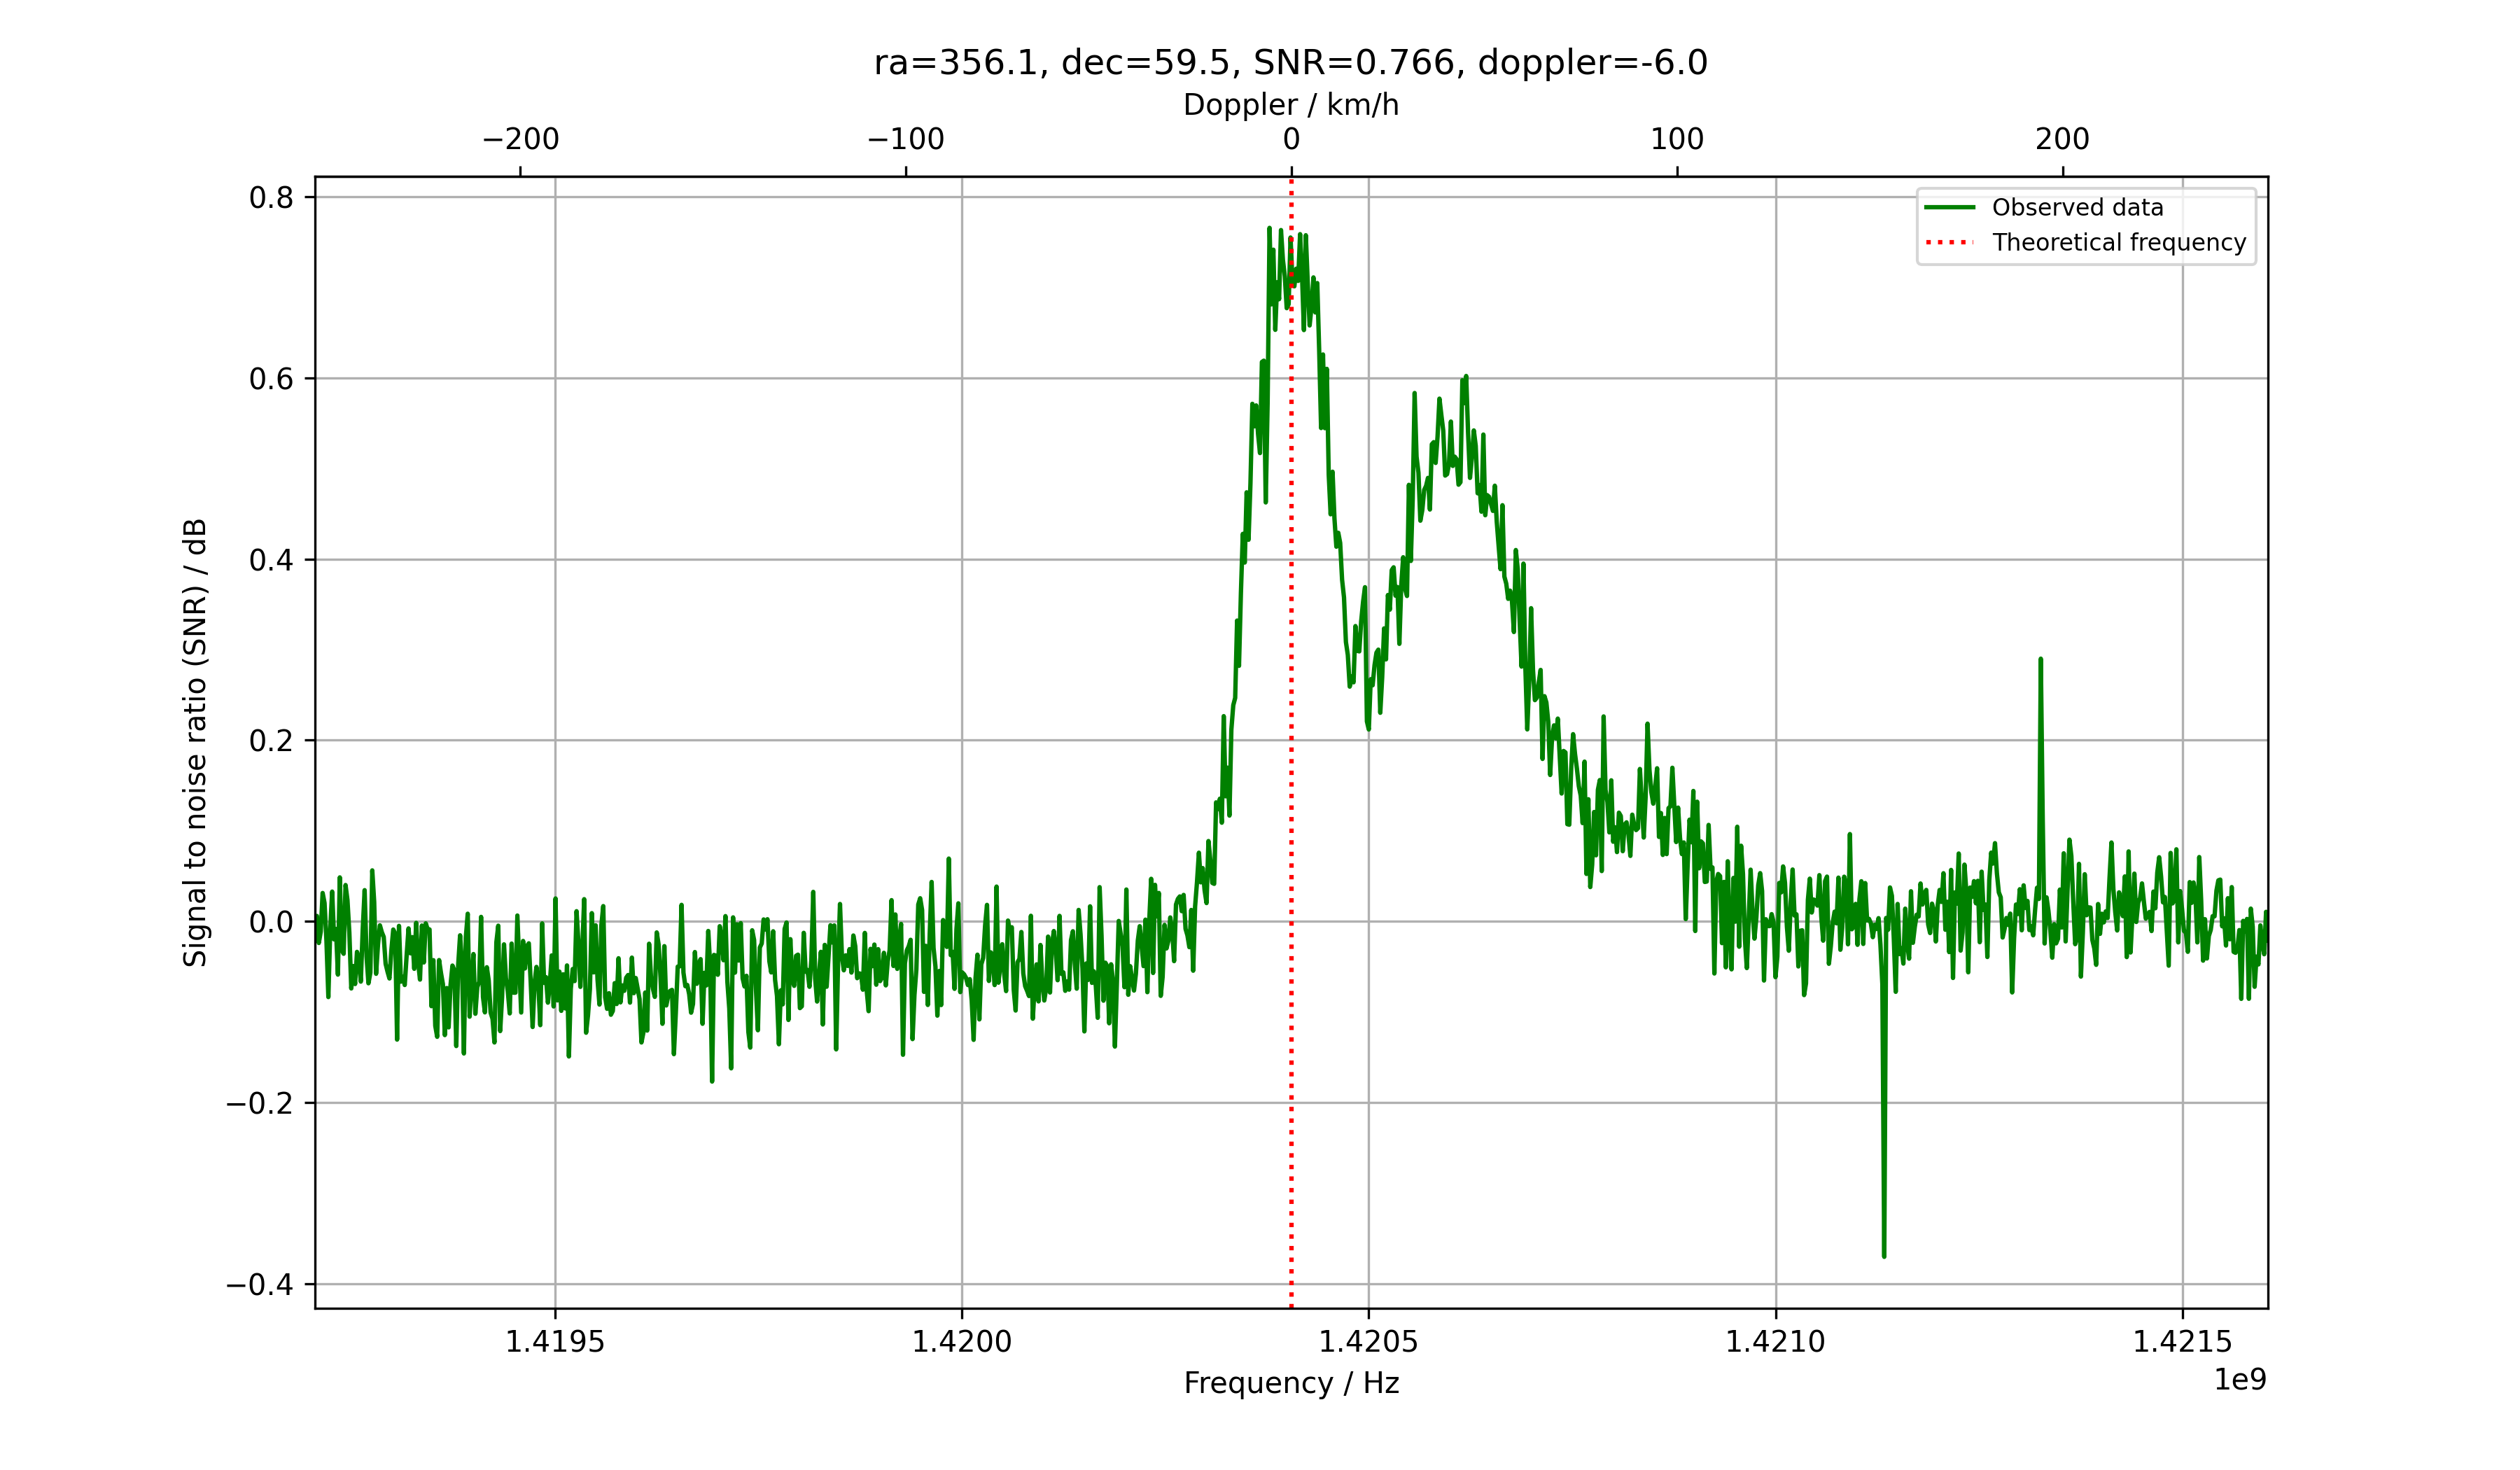 ra=356.1, dec=59.5, SNR=0.766, doppler=-6.0
Doppler / km/h
−200 −100 0 100 200
Observed data
Theoretical frequency
Signal to noise ratio (SNR) / dB
0.8
0.6
0.4
0.2
0.0
−0.2
−0.4
1.4195 1.4200 1.4205 1.4210 1.4215
1e9
Frequency / Hz